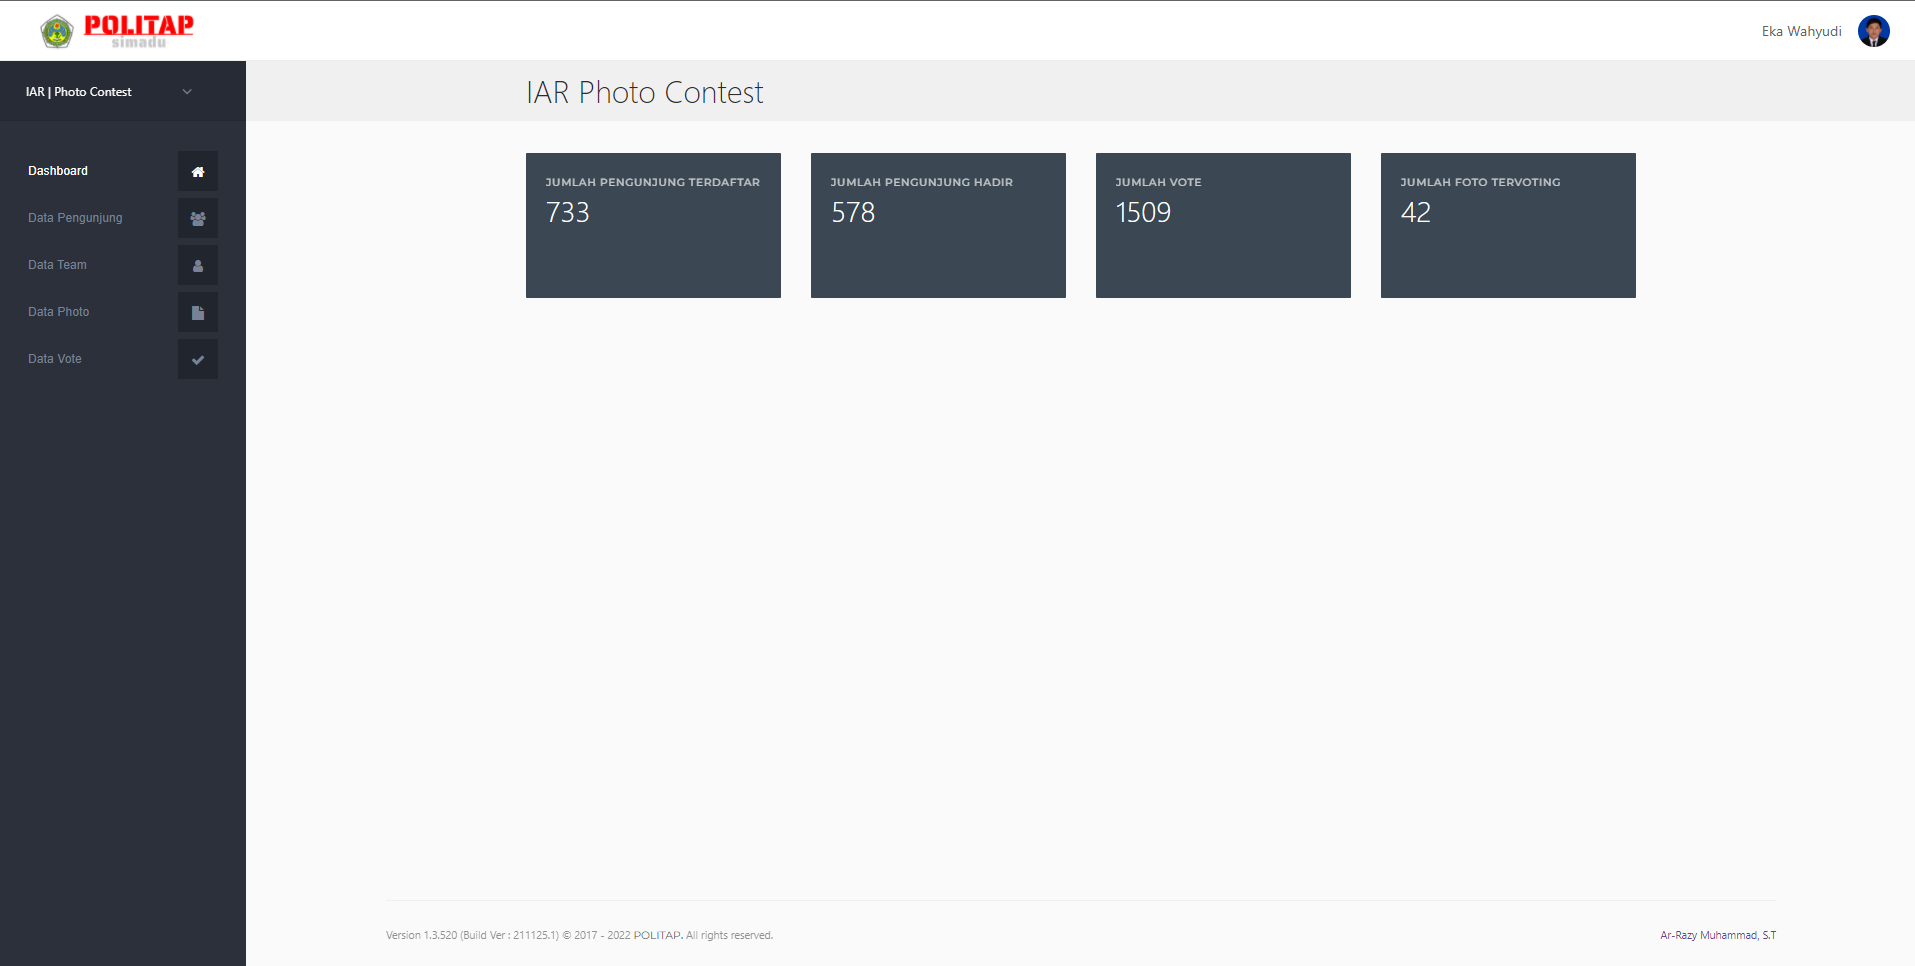 POLITAP
simadu
Eka Wahyudi
IAR | Photo Contest
IAR Photo Contest
Dashboard
Data Pengunjung
Data Team
Data Photo
Data Vote
JUMLAH PENGUNJUNG TERDAFTAR
733
JUMLAH PENGUNJUNG HADIR
578
JUMLAH VOTE
1509
JUMLAH FOTO TERVOTING
42
Version 1.3.520 (Build Ver : 211125.1) © 2017 - 2022 POLITAP. All rights reserved.
Ar-Razy Muhammad, S.T